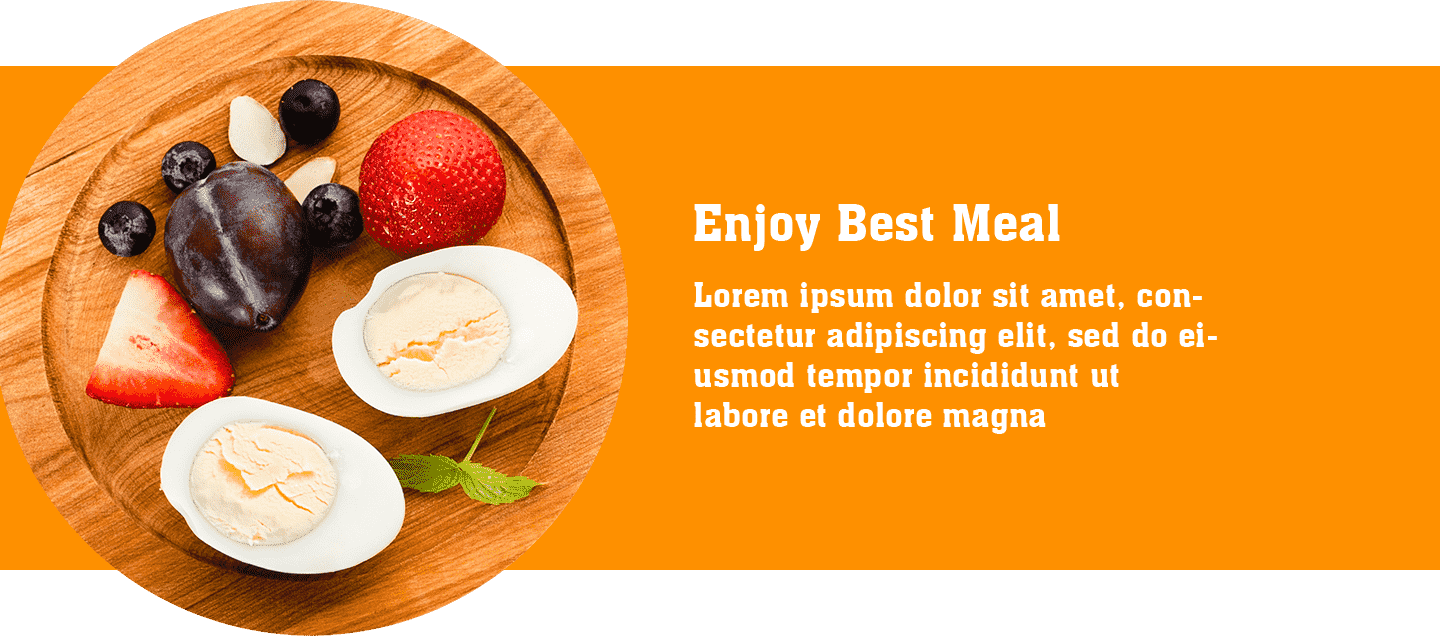 Enjoy Best Meal
Lorem ipsum dolor sit amet, con-
sectetur adipiscing elit, sed do ei-
usmod tempor incididunt ut
labore et dolore magna